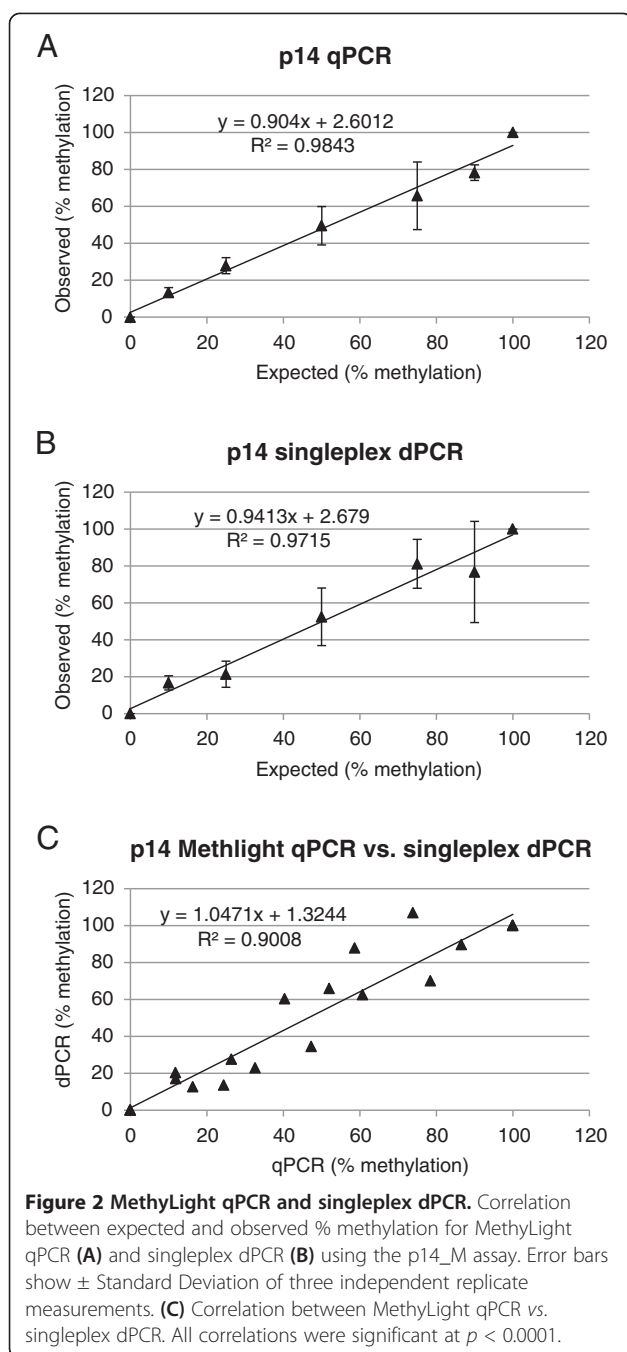 A
p14 qPCR
120
100
80
60
40
20
0
y = 0.904x + 2.6012
R² = 0.9843
Observed (% methylation)
0 20 40 60 80 100 120
Expected (% methylation)
B
p14 singleplex dPCR
120
100
80
60
40
20
0
y = 0.9413x + 2.679
R² = 0.9715
Observed (% methylation)
0 20 40 60 80 100 120
Expected (% methylation)
C
p14 Methlight qPCR vs. singleplex dPCR
120
100
80
60
40
20
0
y = 1.0471x + 1.3244
R² = 0.9008
dPCR (% methylation)
0 20 40 60 80 100 120
qPCR (% methylation)
Figure 2 MethyLight qPCR and singleplex dPCR. Correlation
between expected and observed % methylation for MethyLight
qPCR (A) and singleplex dPCR (B) using the p14_M assay. Error bars
show ± Standard Deviation of three independent replicate
measurements. (C) Correlation between MethyLight qPCR vs.
singleplex dPCR. All correlations were significant at p < 0.0001.